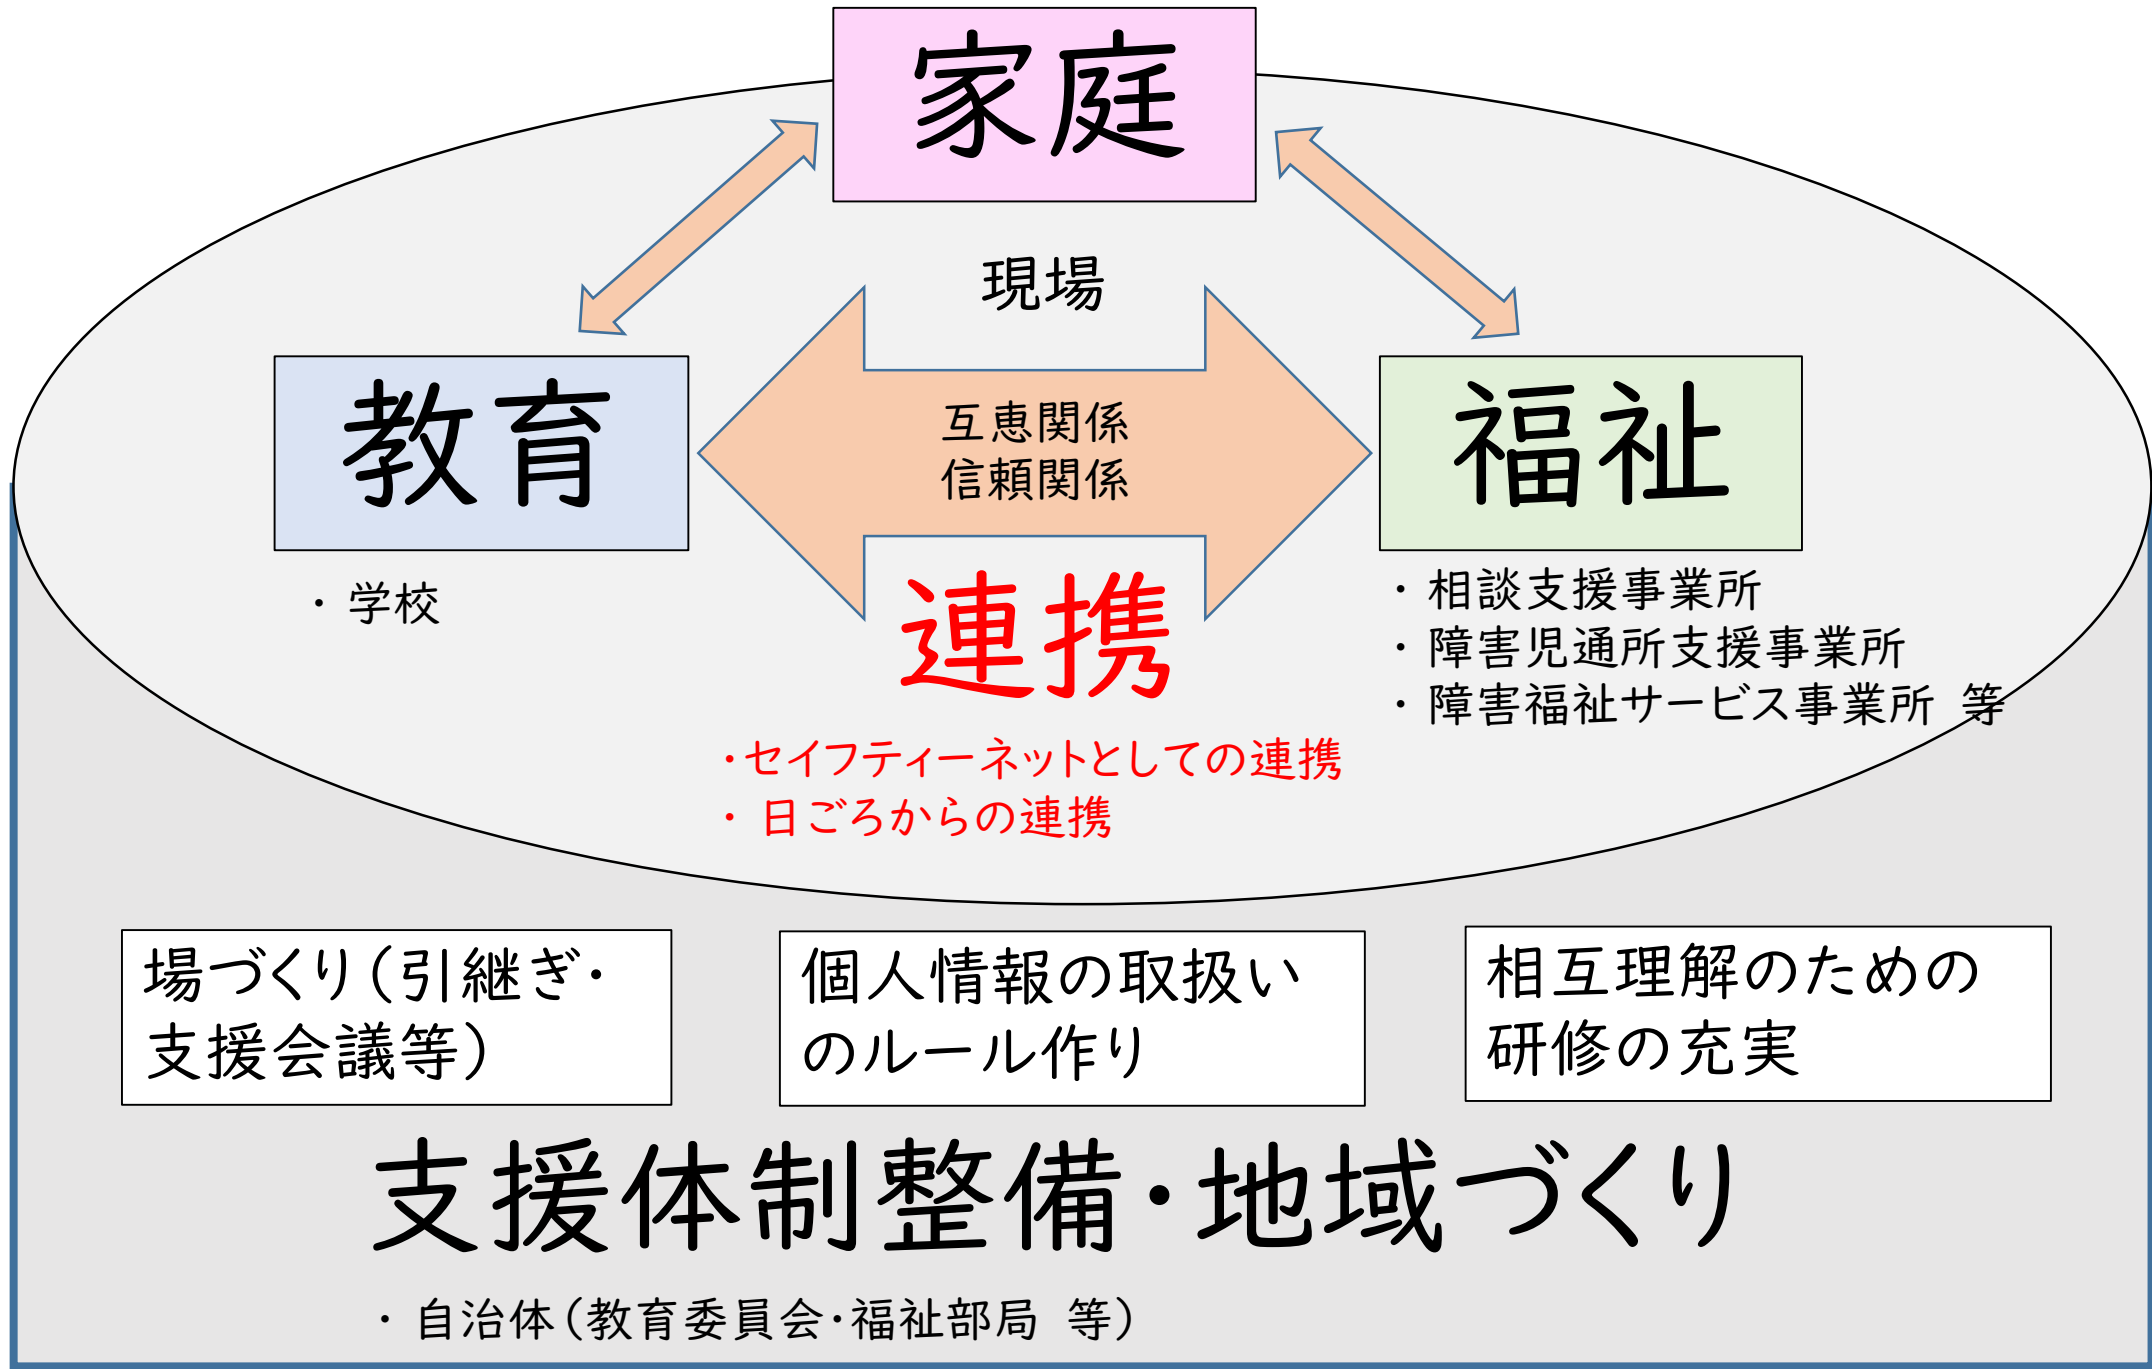 家庭
現場
教育
互恵関係
信頼関係
福祉
・ 学校
連携
・ 相談支援事業所
・ 障害児通所支援事業所
・ 障害福祉サービス事業所 等
・セイフティーネットとしての連携
・ 日ごろからの連携
場づくり（引継ぎ・
支援会議等）
個人情報の取扱い
のルール作り
相互理解のための
研修の充実
支援体制整備・地域づくり
・ 自治体（教育委員会・福祉部局 等）